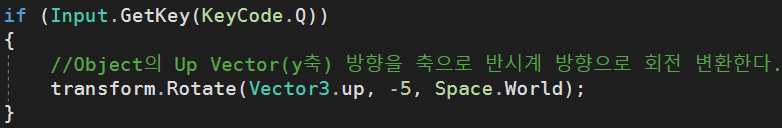 if (Input.GetKey(KeyCode.Q))
{
//Object의 Up Vector(y축) 방향을 축으로 반시계 방향으로 회전 변환한다.
transform.Rotate(Vector3.up, -5, Space.World);
}